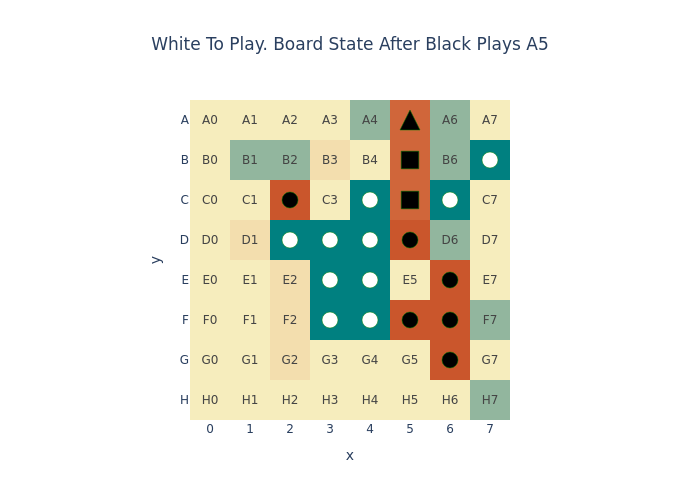 White To Play. Board State After Black Plays A5
A A0 A1 A2 A3 A4 A6 A7
B B0 B1 B2 B3 B4 B6
C C0 C1 C3 C7
D D0 D1 D6 D7
E E0 E1 E2 E5 E7
F F0 F1 F2 F7
G G0 G1 G2 G3 G4 G5 G7
H H0 H1 H2 H3 H4 H5 H6 H7
0 1 2 3 4 5 6 7
x
y